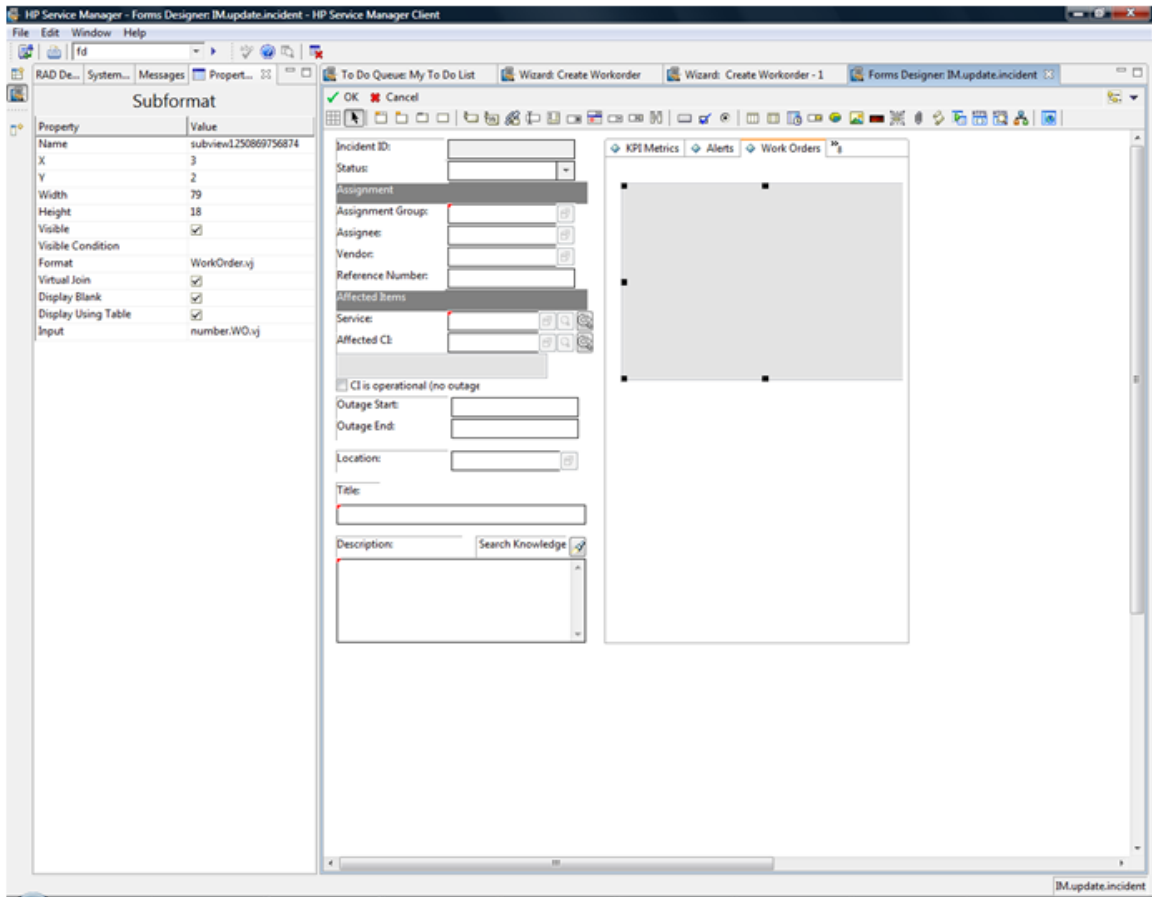 HP Service Manager - Forms Designer: IM.update.incident - HP Service Manager Client
File Edit Window Help
fd
RAD De... System... Messages Propert...
To Do Queue: My To Do List Wizard: Create Workorder Wizard: Create Workorder - 1 Forms Designer: IM.update.incident
Subformat
OK Cancel
Property Value
Name subview1250869756874
X 3
Y 2
Width 79
Height 18
Visible
Visible Condition
Format WorkOrder.vj
Virtual Join
Display Blank
Display Using Table
Input number.WO.vj
Incident ID:
Status:
Assignment
Assignment Group:
Assignee:
Vendor:
Reference Number:
Affected Items
Service:
Affected CI:
CI is operational (no outage
Outage Start:
Outage End:
Location:
Title:
Description: Search Knowledge
KPI Metrics Alerts Work Orders »8
IM.update.incident